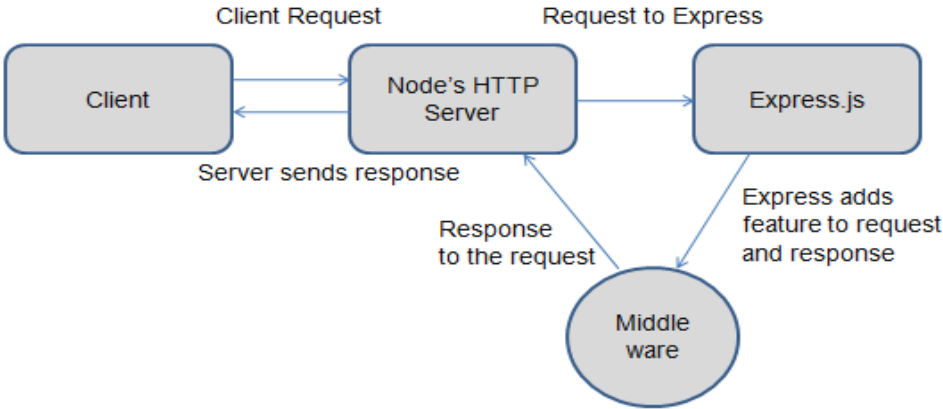 Client Request
Request to Express
Client
Node's HTTP
Server
Express.js
Server sends response
Express adds
feature to request
and response
Response
to the request
Middle
ware